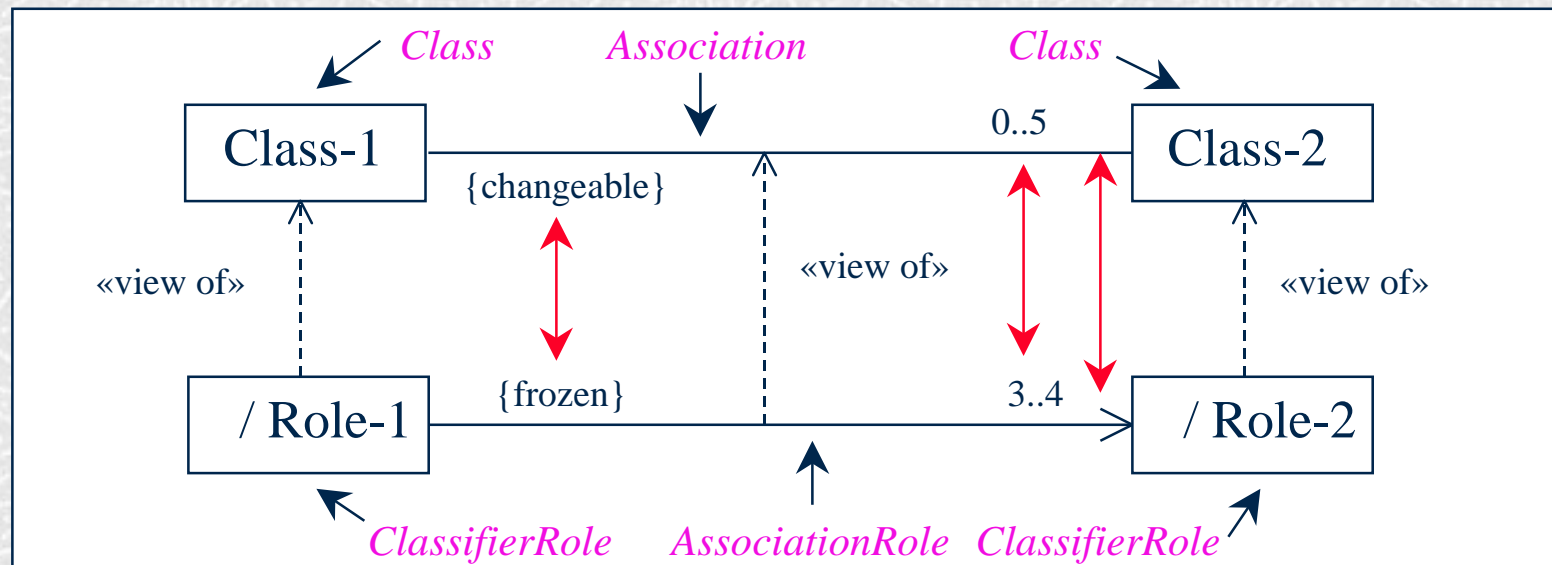 Class Association Class
0..5
Class-1 Class-2
{changeable}
«view of» «view of» «view of»
{frozen} 3..4
/ Role-1 / Role-2
ClassifierRole AssociationRole ClassifierRole